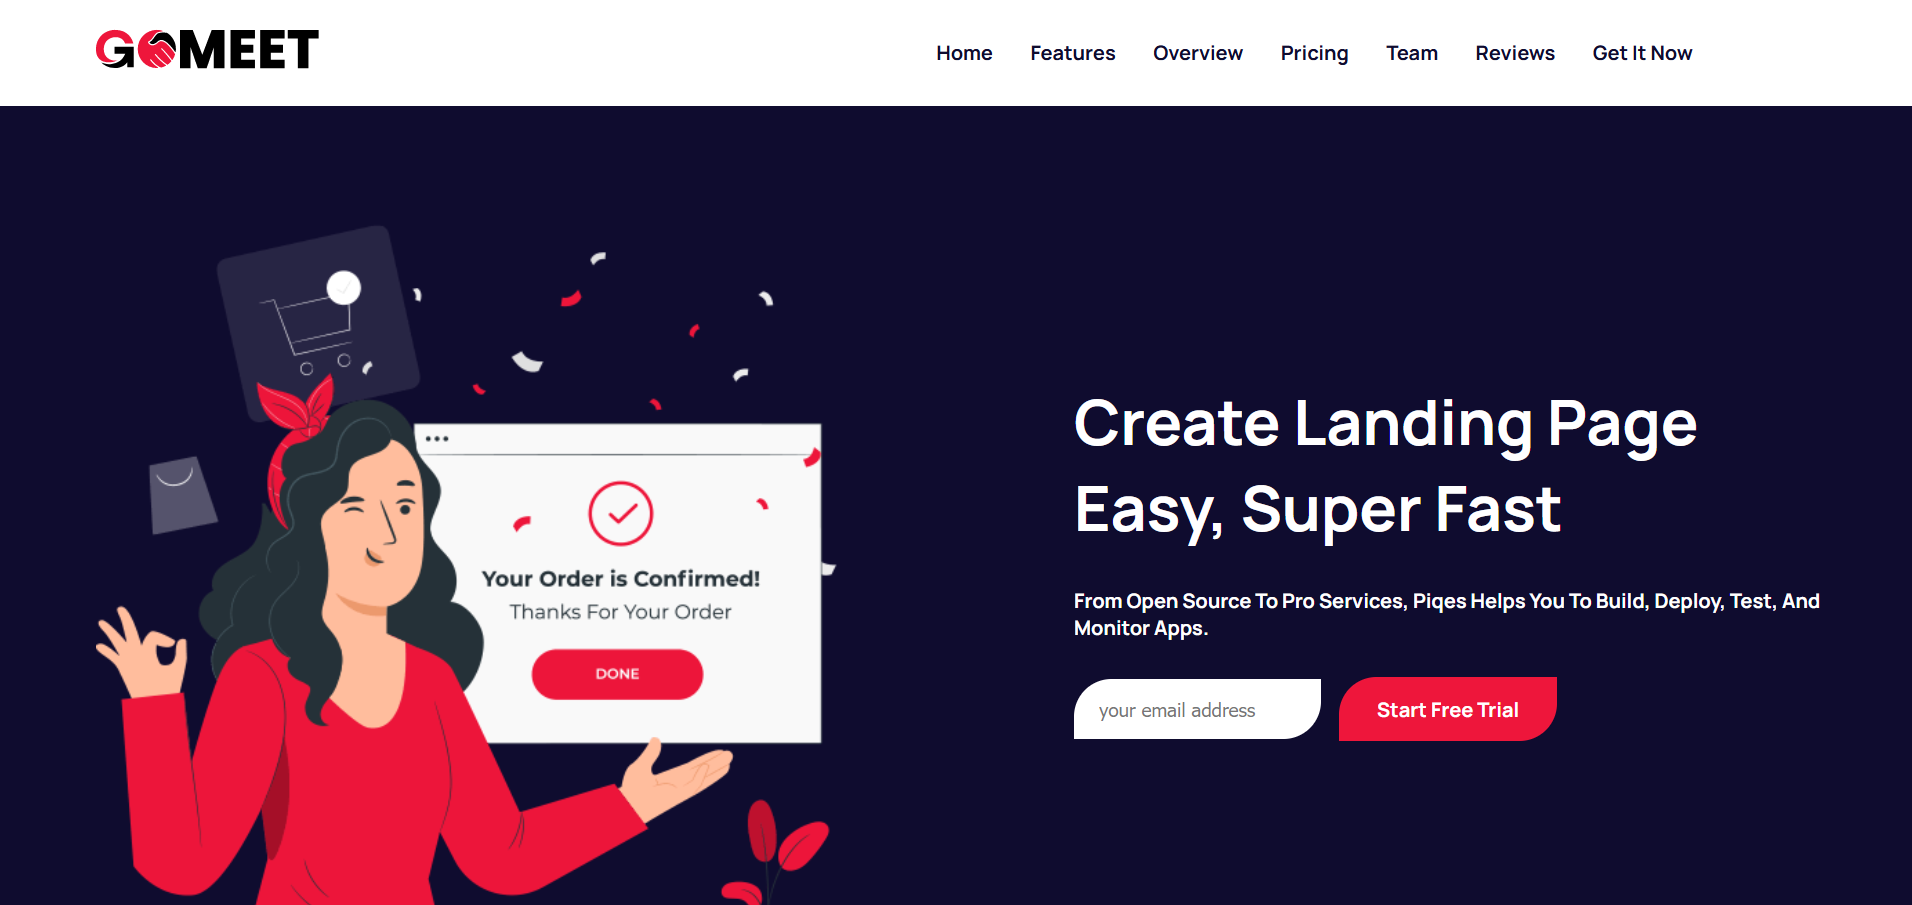 GOMEET
Home Features Overview Pricing Team Reviews Get It Now
Create Landing Page
Easy, Super Fast
From Open Source To Pro Services, Piqes Helps You To Build, Deploy, Test, And
Monitor Apps.
your email address
Start Free Trial
Your Order is Confirmed!
Thanks For Your Order
DONE